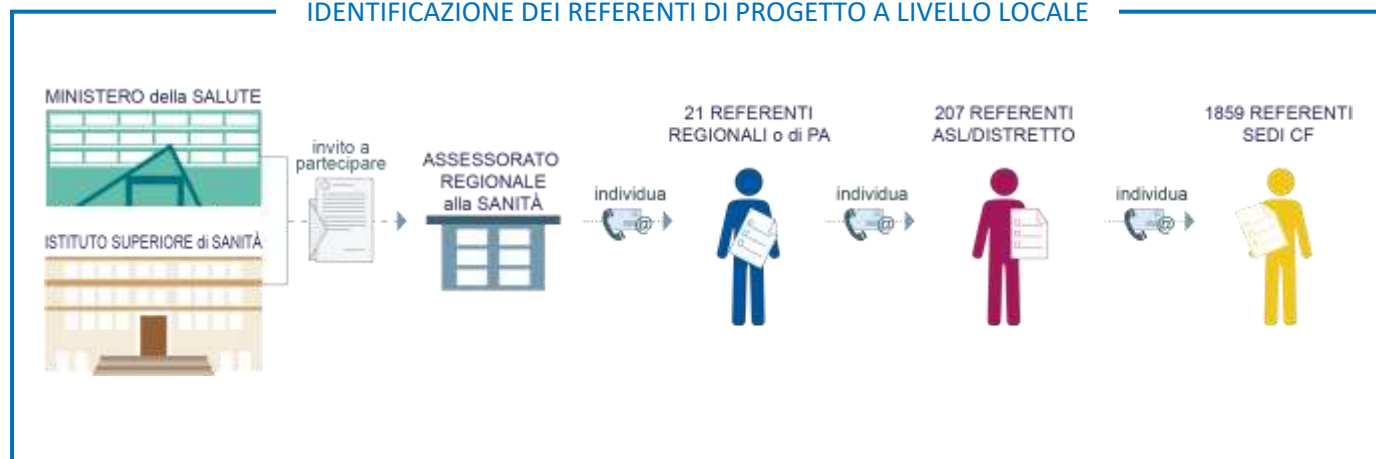 IDENTIFICAZIONE DEI REFERENTI DI PROGETTO A LIVELLO LOCALE
MINISTERO della SALUTE
ISTITUTO SUPERIORE di SANITÀ
invito a
partecipare
ASSESSORATO
REGIONALE
alla SANITÀ
individua
@
21 REFERENTI
REGIONALI o di PA
individua
@
207 REFERENTI
ASL/DISTRETTO
individua
@
1859 REFERENTI
SEDI CF